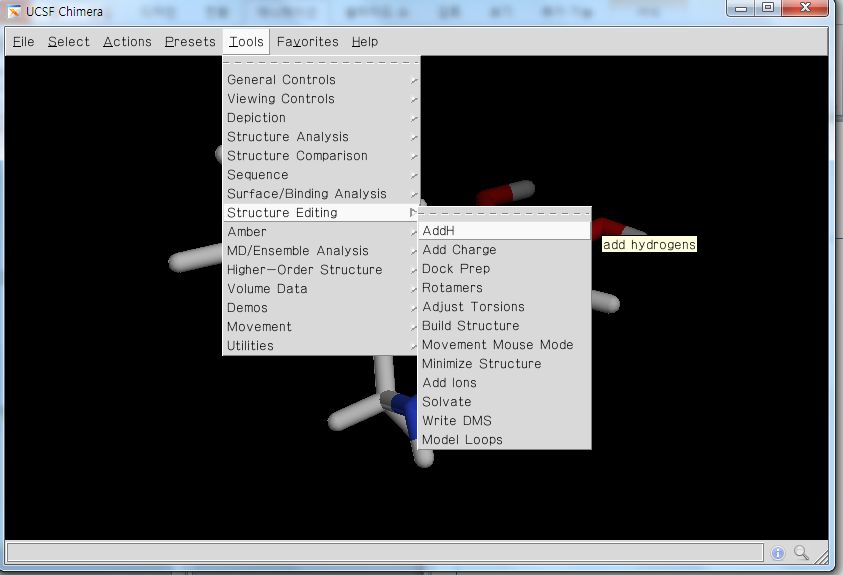 UCSF Chimera
File Select Actions Presets Tools Favorites Help
General Controls
Viewing Controls
Depiction
Structure Analysis
Structure Comparison
Sequence
Surface/Binding Analysis
Structure Editing
Amber
MD/Ensemble Analysis
Higher-Order Structure
Volume Data
Demos
Movement
Utilities
AddH
Add Charge
Dock Prep
Rotamers
Adjust Torsions
Build Structure
Movement Mouse Mode
Minimize Structure
Add Ions
Solvate
Write DMS
Model Loops
add hydrogens